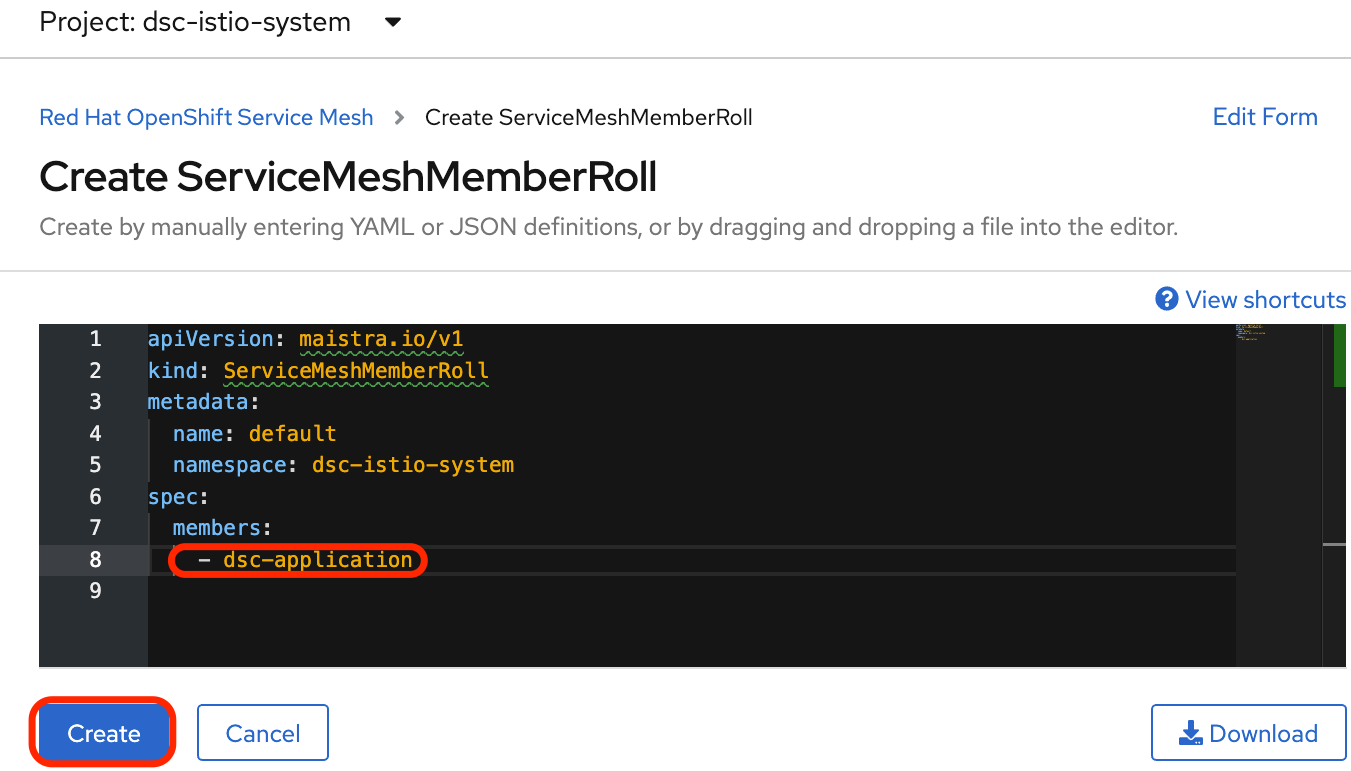 Project: dsc-istio-system
Red Hat OpenShift Service Mesh > Create ServiceMeshMemberRoll
Edit Form
Create ServiceMeshMemberRoll
Create by manually entering YAML or JSON definitions, or by dragging and dropping a file into the editor.
? View shortcuts
1 apiVersion: maistra.io/v1
2 kind: ServiceMeshMemberRoll
3 metadata:
4   name: default
5   namespace: dsc-istio-system
6 spec:
7   members:
8     - dsc-application
9
Create
Cancel
Download